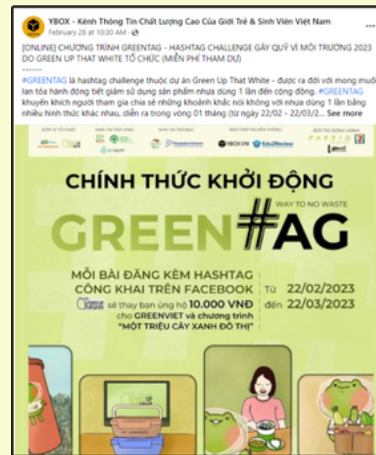 YBOX - Kênh Thông Tin Chất Lượng Cao Của Giới Trẻ & Sinh Viên Việt Nam
February 28 at 10:30 AM ·
[ONLINE] CHƯƠNG TRÌNH GREENTAG - HASHTAG CHALLENGE GÂY QUỸ VÌ MÔI TRƯỜNG 2023
DO GREEN UP THAT WHITE TỔ CHỨC (MIỄN PHÍ THAM DỰ)
------
#GREENTAG là hashtag challenge thuộc dự án Green Up That White - được ra đời với mong muốn
lan tỏa hành động tiết giảm sử dụng sản phẩm nhựa dùng 1 lần đến cộng đồng. #GREENTAG
khuyến khích người tham gia chia sẻ những khoảnh khắc nói không với nhựa dùng 1 lần bằng
nhiều hình thức khác nhau, diễn ra trong vòng 01 tháng (từ ngày 22/02 - 22/03/2... See more
YBOX.VN Edu2Review
CHÍNH THỨC KHỞI ĐỘNG
WAY TO NO WASTE
GREEN#AG
MỖI BÀI ĐĂNG KÈM HASHTAG
CÔNG KHAI TRÊN FACEBOOK
sẽ thay bạn ủng hộ 10.000 VNĐ
cho GREENVIET và chương trình
"MỘT TRIỆU CÂY XANH ĐÔ THỊ"
Từ 22/02/2023
đến 22/03/2023